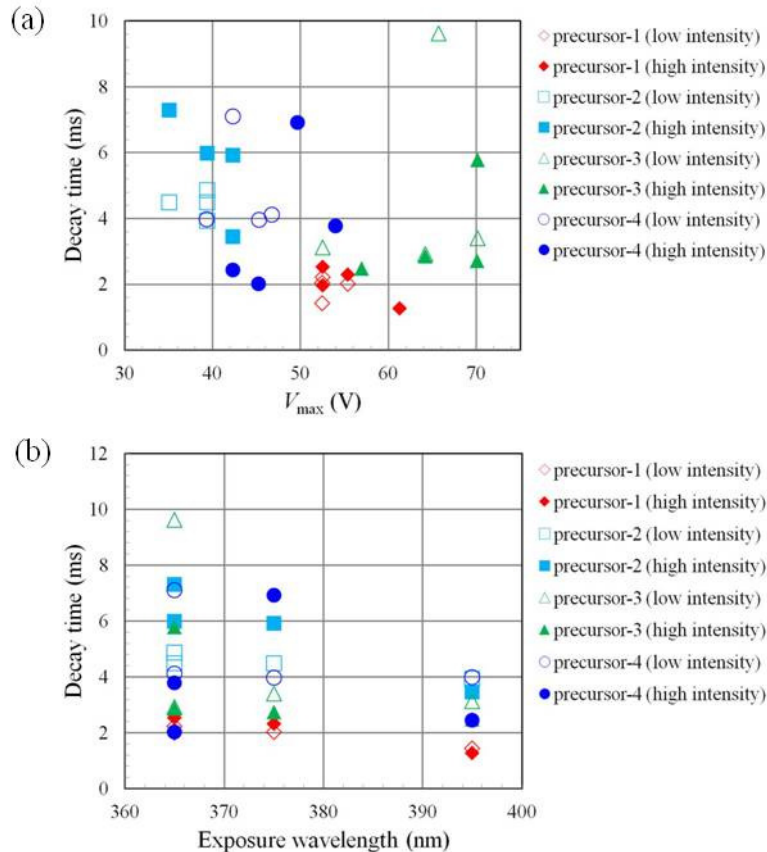 (a)
10
8
6
4
2
0
Decay time (ms)
30 40 50 60 70
Vmax (V)
precursor-1 (low intensity)
precursor-1 (high intensity)
precursor-2 (low intensity)
precursor-2 (high intensity)
precursor-3 (low intensity)
precursor-3 (high intensity)
precursor-4 (low intensity)
precursor-4 (high intensity)
(b)
12
10
8
6
4
2
0
Decay time (ms)
360 370 380 390 400
Exposure wavelength (nm)
precursor-1 (low intensity)
precursor-1 (high intensity)
precursor-2 (low intensity)
precursor-2 (high intensity)
precursor-3 (low intensity)
precursor-3 (high intensity)
precursor-4 (low intensity)
precursor-4 (high intensity)